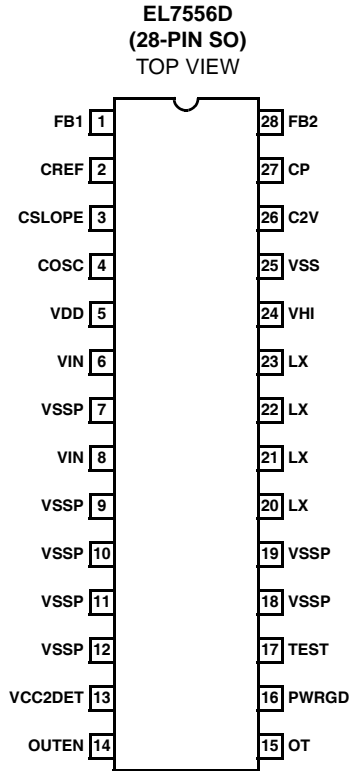 EL7556D
(28-PIN SO)
TOP VIEW
FB1 1 28 FB2
CREF 2 27 CP
CSLOPE 3 26 C2V
COSC 4 25 VSS
VDD 5 24 VHI
VIN 6 23 LX
VSSP 7 22 LX
VIN 8 21 LX
VSSP 9 20 LX
VSSP 10 19 VSSP
VSSP 11 18 VSSP
VSSP 12 17 TEST
VCC2DET 13 16 PWRGD
OUTEN 14 15 OT